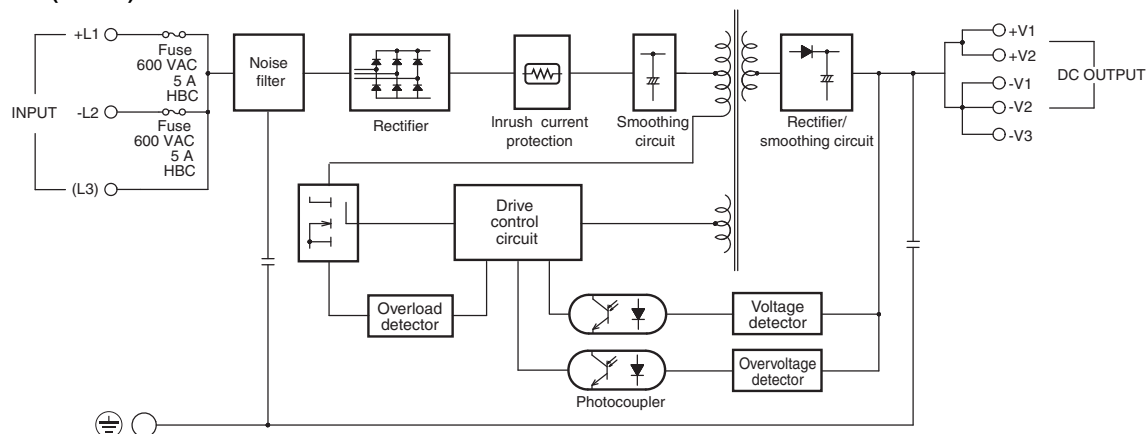 +L1
Fuse
600 VAC
5 A
HBC
INPUT
-L2
Fuse
600 VAC
5 A
HBC
(L3)
Noise
filter
Rectifier
Inrush current
protection
Smoothing
circuit
Rectifier/
smoothing circuit
+V1
+V2
-V1
-V2
-V3
DC OUTPUT
Drive
control
circuit
Overload
detector
Voltage
detector
Overvoltage
detector
Photocoupler